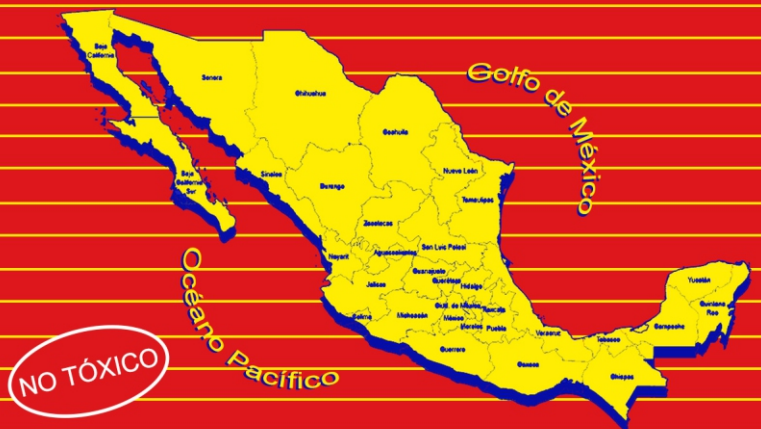 Baja
California
Sonora
Chihuahua
Coahuila
Nuevo León
Tamaulipas
Baja
California
Sur
Sinaloa
Durango
Zacatecas
San Luis Potosí
Nayarit
Aguascalientes
Guanajuato
Querétaro
Hidalgo
Jalisco
Colima
Michoacán
México
Morelos
Puebla
Tlaxcala
Guerrero
Oaxaca
Veracruz
Tabasco
Chiapas
Campeche
Yucatán
Quintana
Roo
Golfo de México
Océano Pacífico
NO TÓXICO